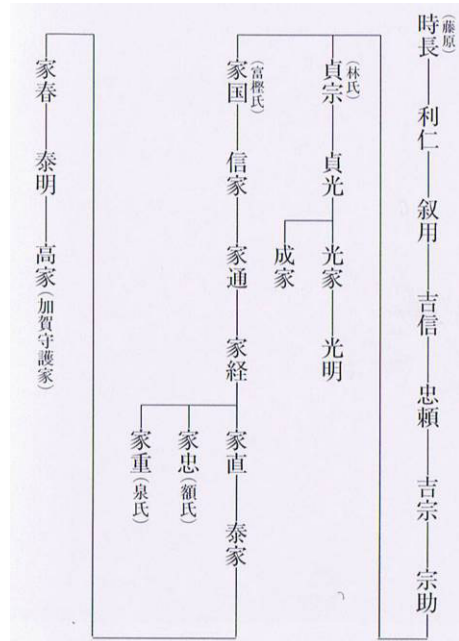 (藤原)
時長
利仁
叙用
吉信
忠頼
吉宗
宗助
(林氏)
貞宗
貞光
光家
光明
成家
(富樫氏)
家国
信家
家通
家経
家直
泰家
家忠(額氏)
家重(泉氏)
家春
泰明
高家(加賀守護家)